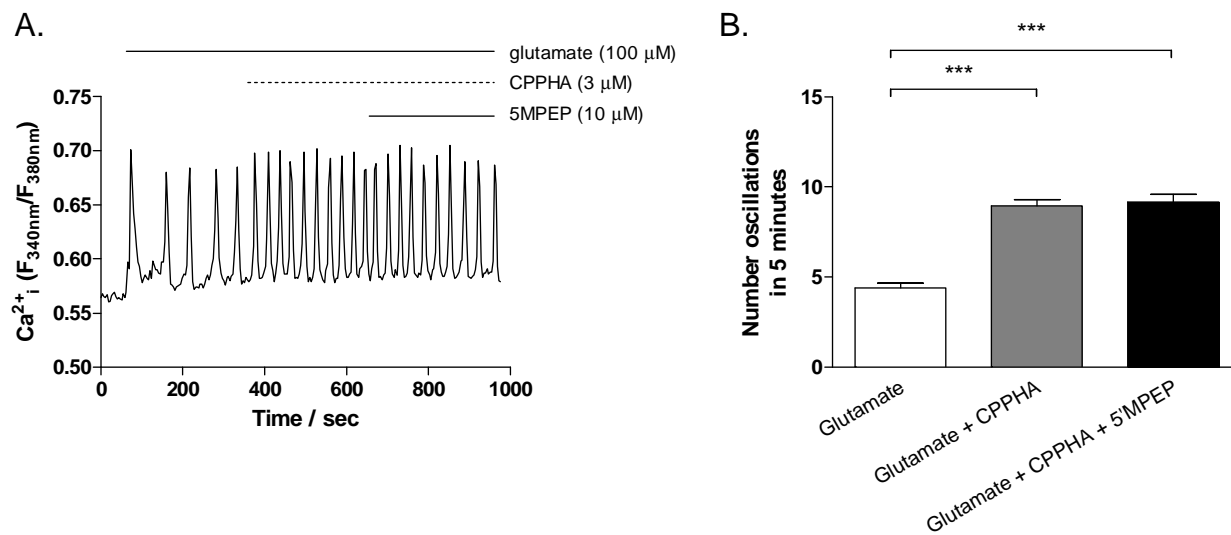 A.
glutamate (100 μM)
CPPHA (3 μM)
5MPEP (10 μM)
Ca²⁺ᵢ (F₃₄₀ₙₘ/F₃₈₀ₙₘ)
0.75
0.70
0.65
0.60
0.55
0.50
0 200 400 600 800 1000
Time / sec
B.
***
***
Number oscillations
in 5 minutes
15
10
5
0
Glutamate
Glutamate + CPPHA
Glutamate + CPPHA + 5'MPEP